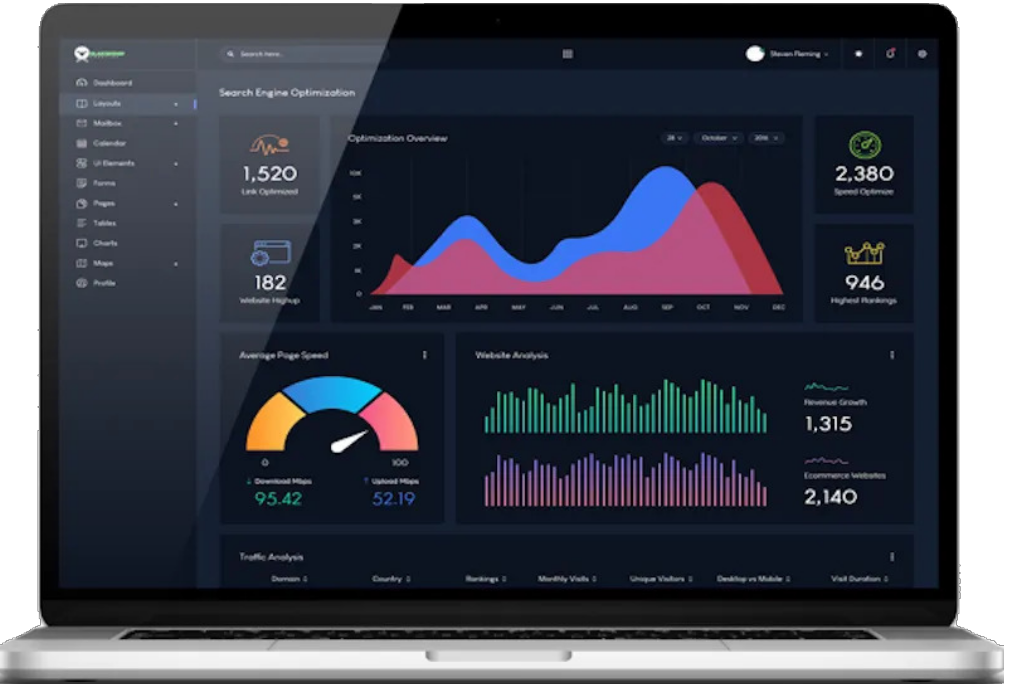 Search here..
Steven Fleming
Dashboard
Layouts
Mailbox
Calendar
UI Elements
Forms
Pages
Tables
Charts
Maps
Profile
Search Engine Optimization
1,520
Link Optimized
182
Website Highup
Optimization Overview
28 October 2016
10K
5K
3K
2K
1K
0
JAN FEB MAR APR MAY JUN JUL AUG SEP OCT NOV DEC
2,380
Speed Optimize
946
Highest Rankings
Average Page Speed
0 100
Download Mbps Upload Mbps
95.42 52.19
Website Analysis
Revenue Growth
1,315
Ecommerce Websites
2,140
Traffic Analysis
Domain Country Rankings Monthly Visits Unique Visitors Desktop vs Mobile Visit Duration